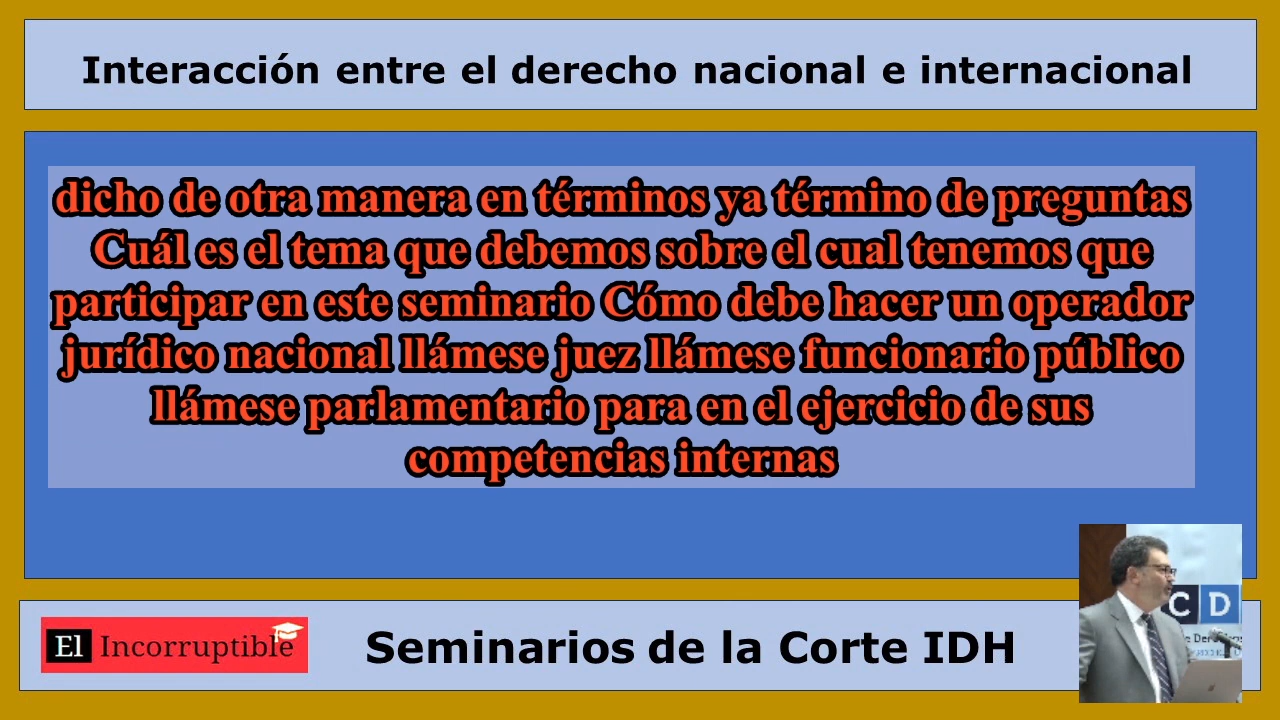 Interacción entre el derecho nacional e internacional
dicho de otra manera en términos ya término de preguntas
Cuál es el tema que debemos sobre el cual tenemos que
participar en este seminario Cómo debe hacer un operador
jurídico nacional llámese juez llámese funcionario público
llámese parlamentario para en el ejercicio de sus
competencias internas
C D
El Incorruptible
Seminarios de la Corte IDH